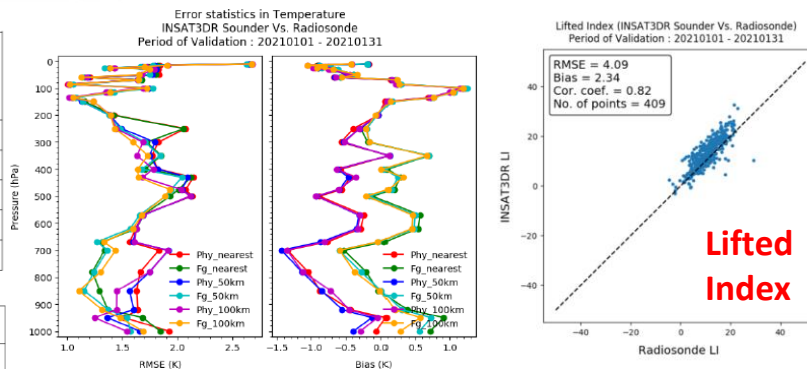 Error statistics in Temperature
INSAT3DR Sounder Vs. Radiosonde
Period of Validation : 20210101 - 20210131
0
100
200
300
400
500
600
700
800
900
1000
Pressure (hPa)
Phy_nearest
Fg_nearest
Phy_50km
Fg_50km
Phy_100km
Fg_100km
1.0 1.5 2.0 2.5
RMSE (K)
Phy_nearest
Fg_nearest
Phy_50km
Fg_50km
Phy_100km
Fg_100km
−1.5 −1.0 −0.5 0.0 0.5 1.0
Bias (K)
Lifted Index (INSAT3DR Sounder Vs. Radiosonde)
Period of Validation : 20210101 - 20210131
RMSE = 4.09
Bias = 2.34
Cor. coef. = 0.82
No. of points = 409
40
20
0
−20
−40
INSAT3DR LI
Lifted
Index
−40 −20 0 20 40
Radiosonde LI